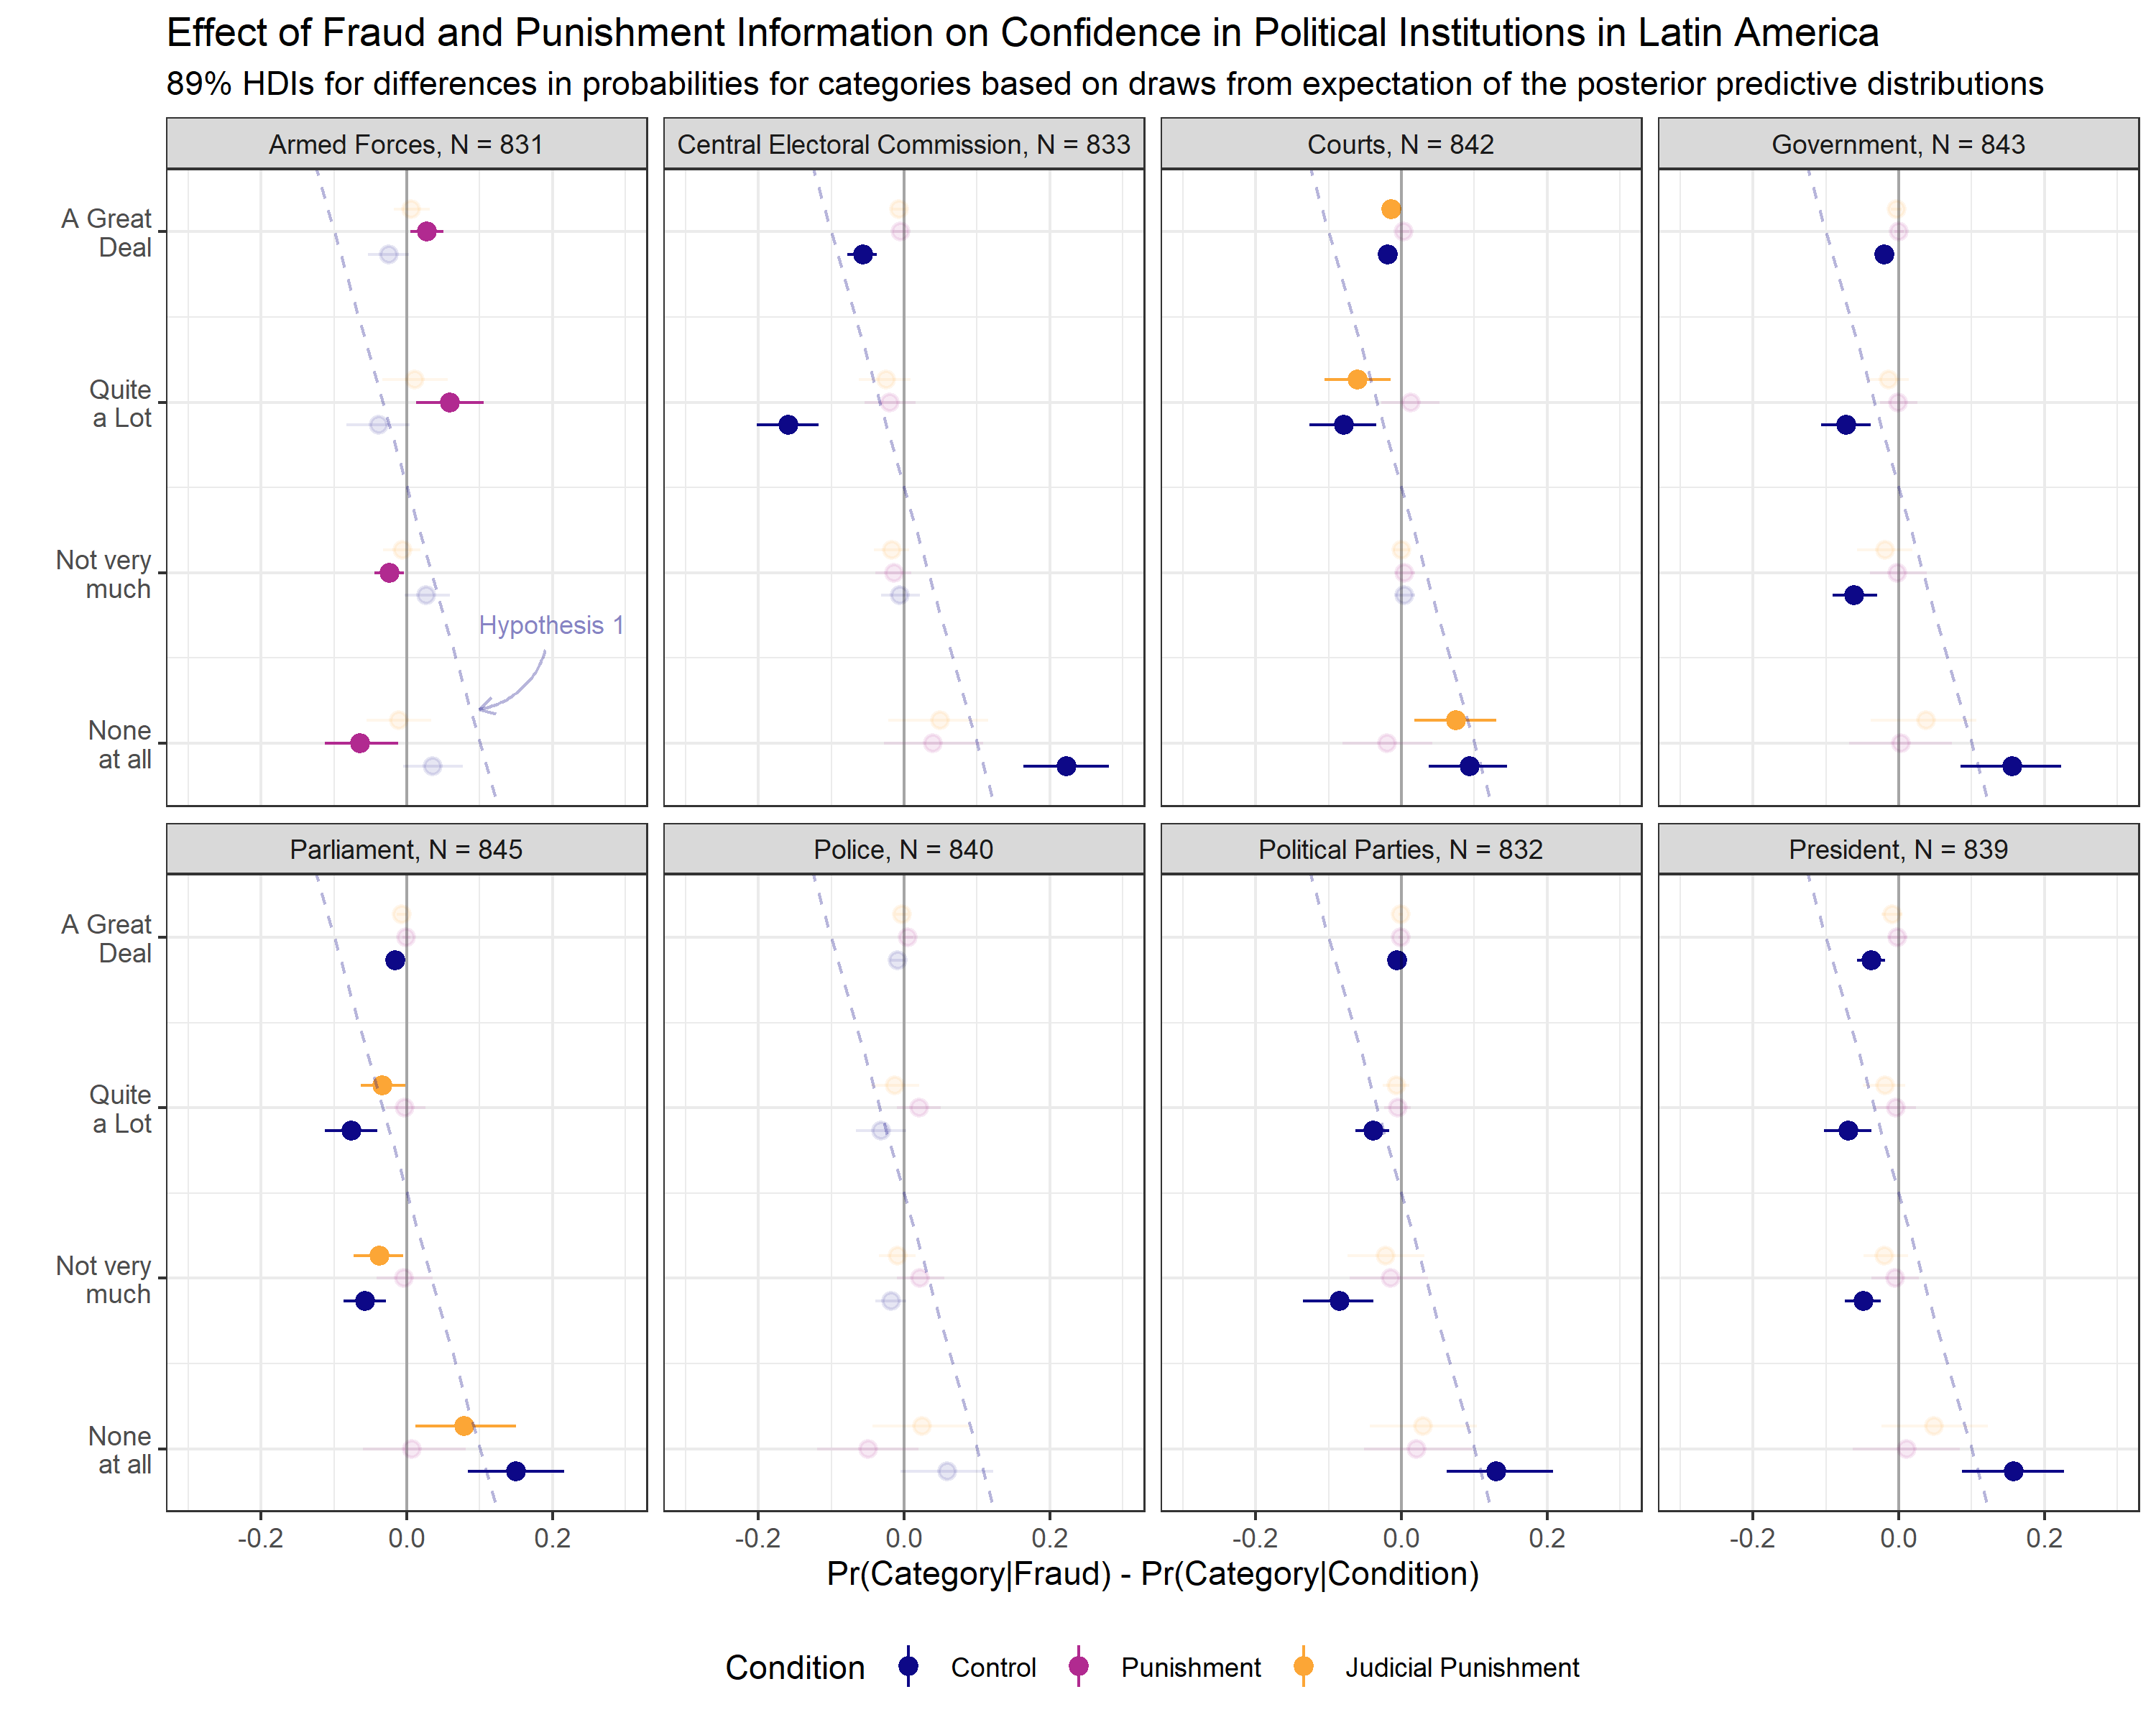 Effect of Fraud and Punishment Information on Confidence in Political Institutions in Latin America
89% HDIs for differences in probabilities for categories based on draws from expectation of the posterior predictive distributions
Armed Forces, N = 831
Central Electoral Commission, N = 833
Courts, N = 842
Government, N = 843
A Great
Deal
Quite
a Lot
Not very
much
None
at all
Hypothesis 1
Parliament, N = 845
Police, N = 840
Political Parties, N = 832
President, N = 839
A Great
Deal
Quite
a Lot
Not very
much
None
at all
-0.2 0.0 0.2
-0.2 0.0 0.2
-0.2 0.0 0.2
-0.2 0.0 0.2
Pr(Category|Fraud) - Pr(Category|Condition)
Condition Control Punishment Judicial Punishment